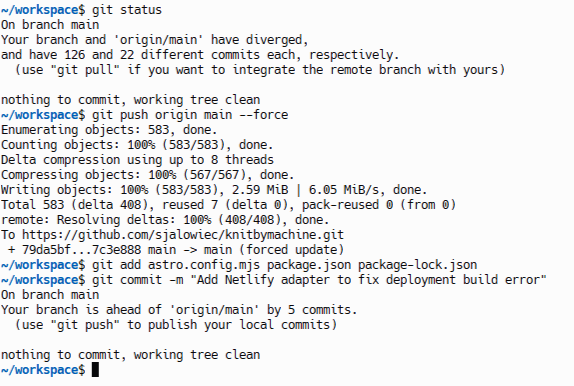 ~/workspace$ git status
On branch main
Your branch and 'origin/main' have diverged,
and have 126 and 22 different commits each, respectively.
  (use "git pull" if you want to integrate the remote branch with yours)

nothing to commit, working tree clean
~/workspace$ git push origin main --force
Enumerating objects: 583, done.
Counting objects: 100% (583/583), done.
Delta compression using up to 8 threads
Compressing objects: 100% (567/567), done.
Writing objects: 100% (583/583), 2.59 MiB | 6.05 MiB/s, done.
Total 583 (delta 408), reused 7 (delta 0), pack-reused 0 (from 0)
remote: Resolving deltas: 100% (408/408), done.
To https://github.com/sjalowiec/knitbymachine.git
 + 79da5bf...7c3e888 main -> main (forced update)
~/workspace$ git add astro.config.mjs package.json package-lock.json
~/workspace$ git commit -m "Add Netlify adapter to fix deployment build error"
On branch main
Your branch is ahead of 'origin/main' by 5 commits.
  (use "git push" to publish your local commits)

nothing to commit, working tree clean
~/workspace$